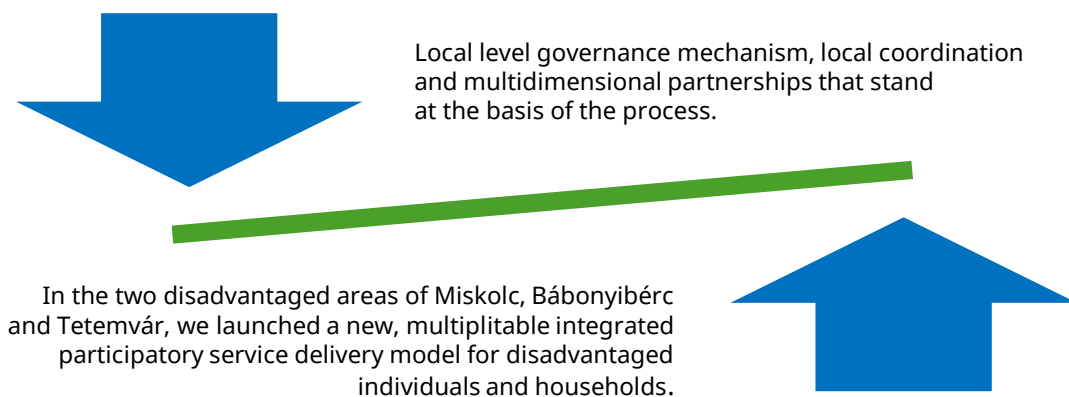 Local level governance mechanism, local coordination
and multidimensional partnerships that stand
at the basis of the process.
In the two disadvantaged areas of Miskolc, Bábonyibérc
and Tetemvár, we launched a new, multiplitable integrated
participatory service delivery model for disadvantaged
individuals and households.